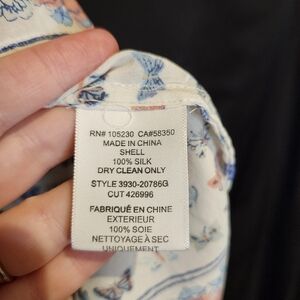 RN# 105230 CA#58350
MADE IN CHINA
SHELL
100% SILK
DRY CLEAN ONLY
STYLE 3930-20786G
CUT 426996
FABRIQUÉ EN CHINE
EXTERIEUR
100% SOIE
NETTOYAGE À SEC
UNIQUEMENT